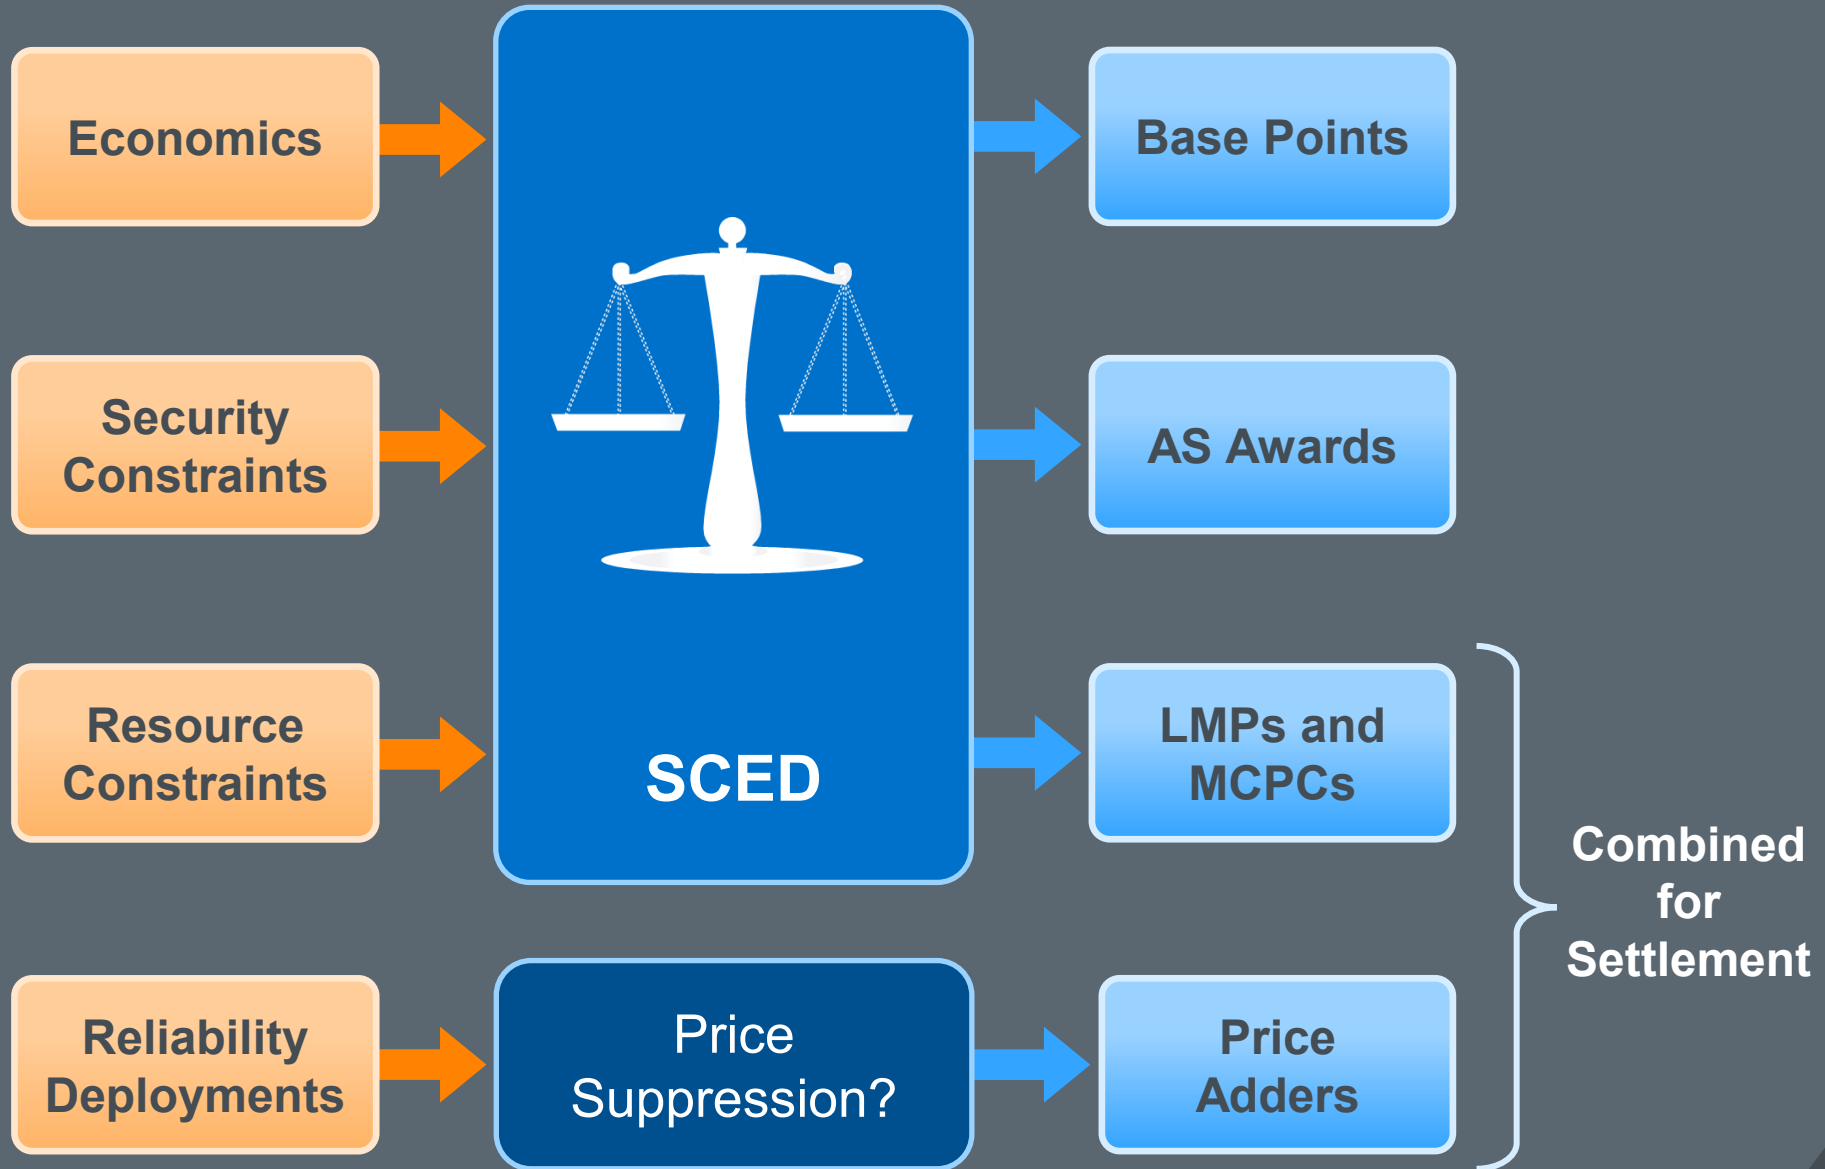 Economics
Base Points
Security
Constraints
AS Awards
Resource
Constraints
SCED
LMPs and
MCPCs
Combined
for
Settlement
Reliability
Deployments
Price
Suppression?
Price
Adders